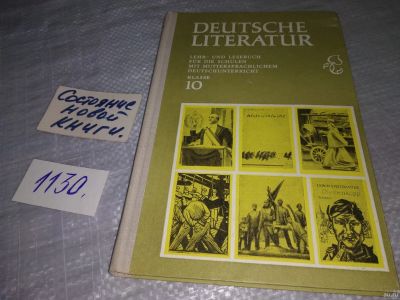 DEUTSCHE
LITERATUR
LEHR- UND LESEBUCH
FÜR DIE SCHULEN
MIT MUTTERSPRACHLICHEM
DEUTSCHUNTERRICHT
KLASSE
10
Состояние
новой
книги.
1130.